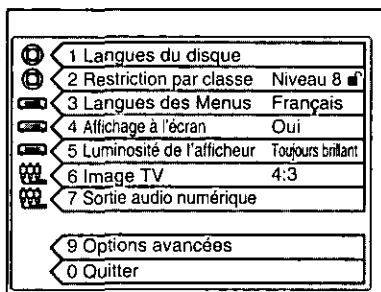 1 Langues du disque
2 Restriction par classe Niveau 8
3 Langues des Menus Français
4 Affichage à l'écran Oui
5 Luminosité de l'afficheur Toujours brillant
6 Image TV 4:3
7 Sortie audio numérique
9 Options avancées
0 Quitter